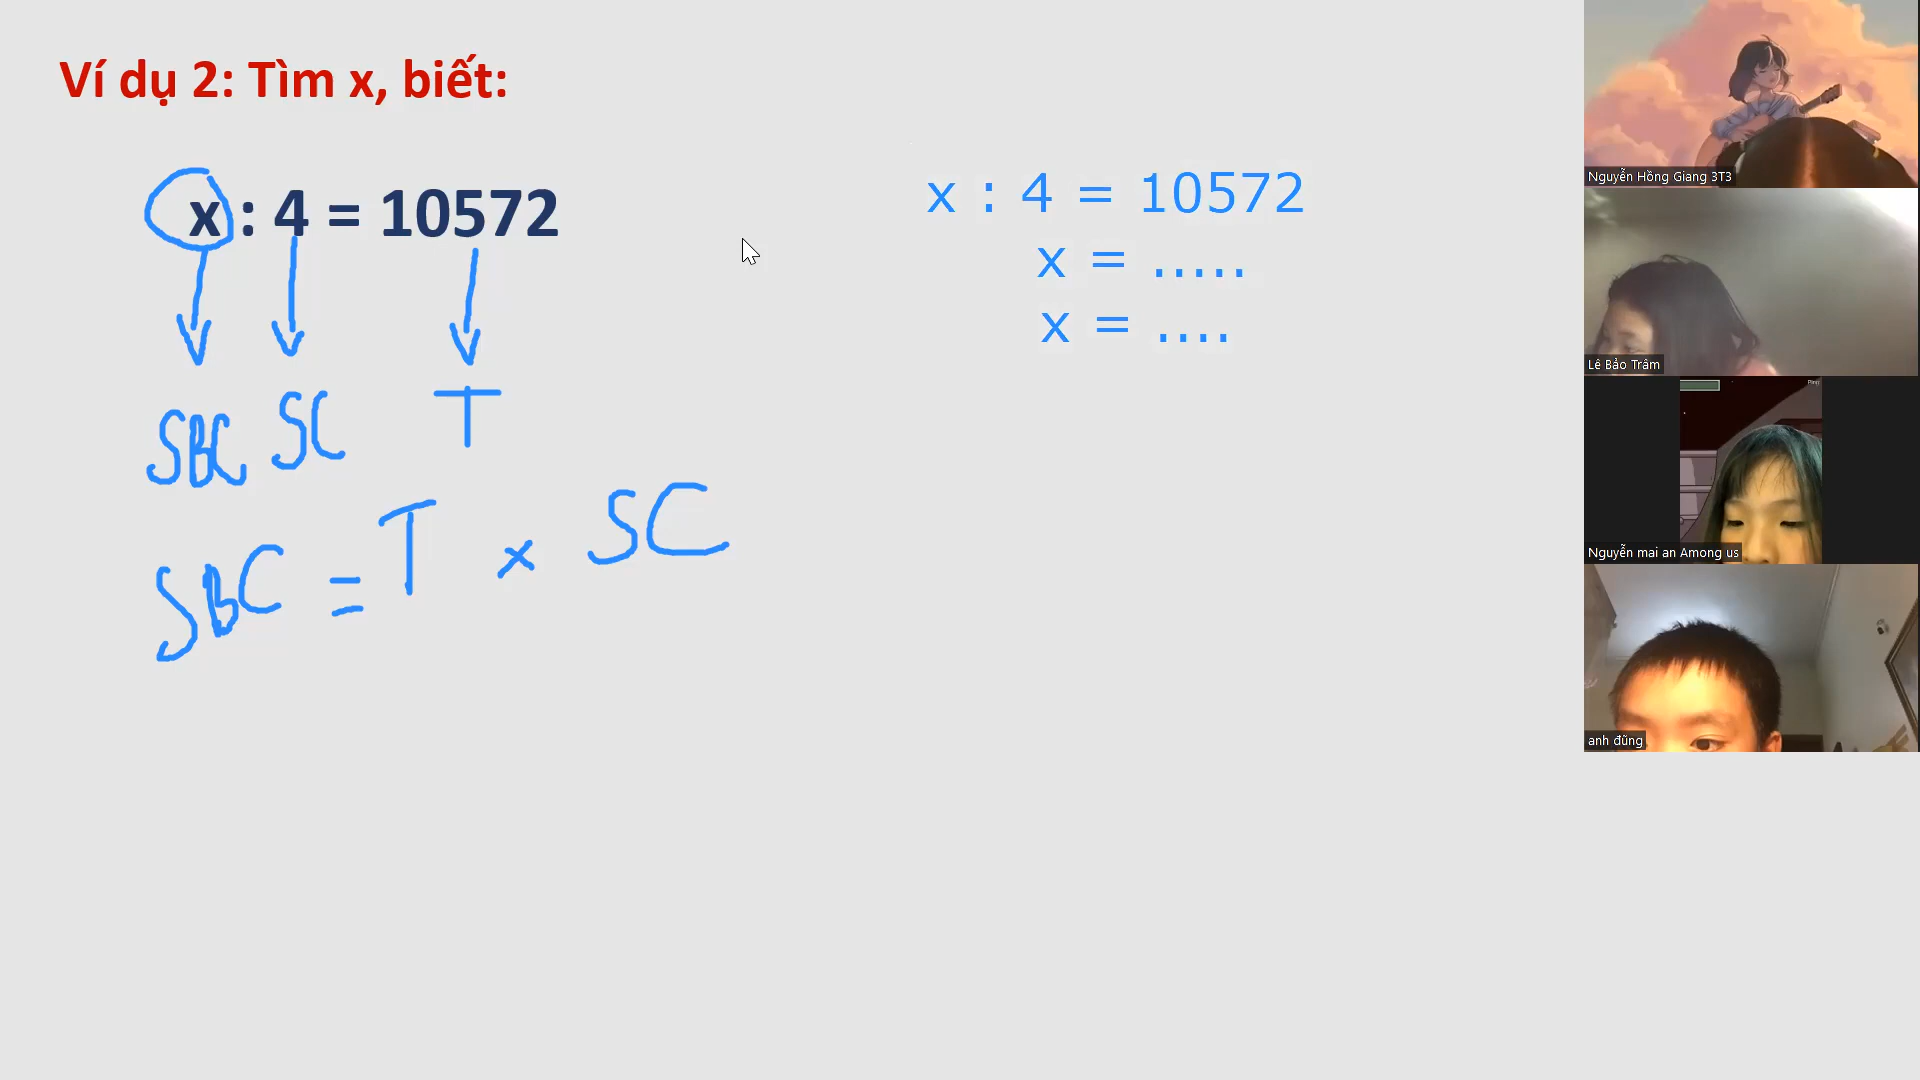 Ví dụ 2: Tìm x, biết:
x : 4 = 10572
SBC SC T
SBC = T x SC
x : 4 = 10572
x = .....
x = ....
Nguyễn Hồng Giang 3T3
Lê Bảo Trâm
Nguyễn mai an Among us
anh đũng